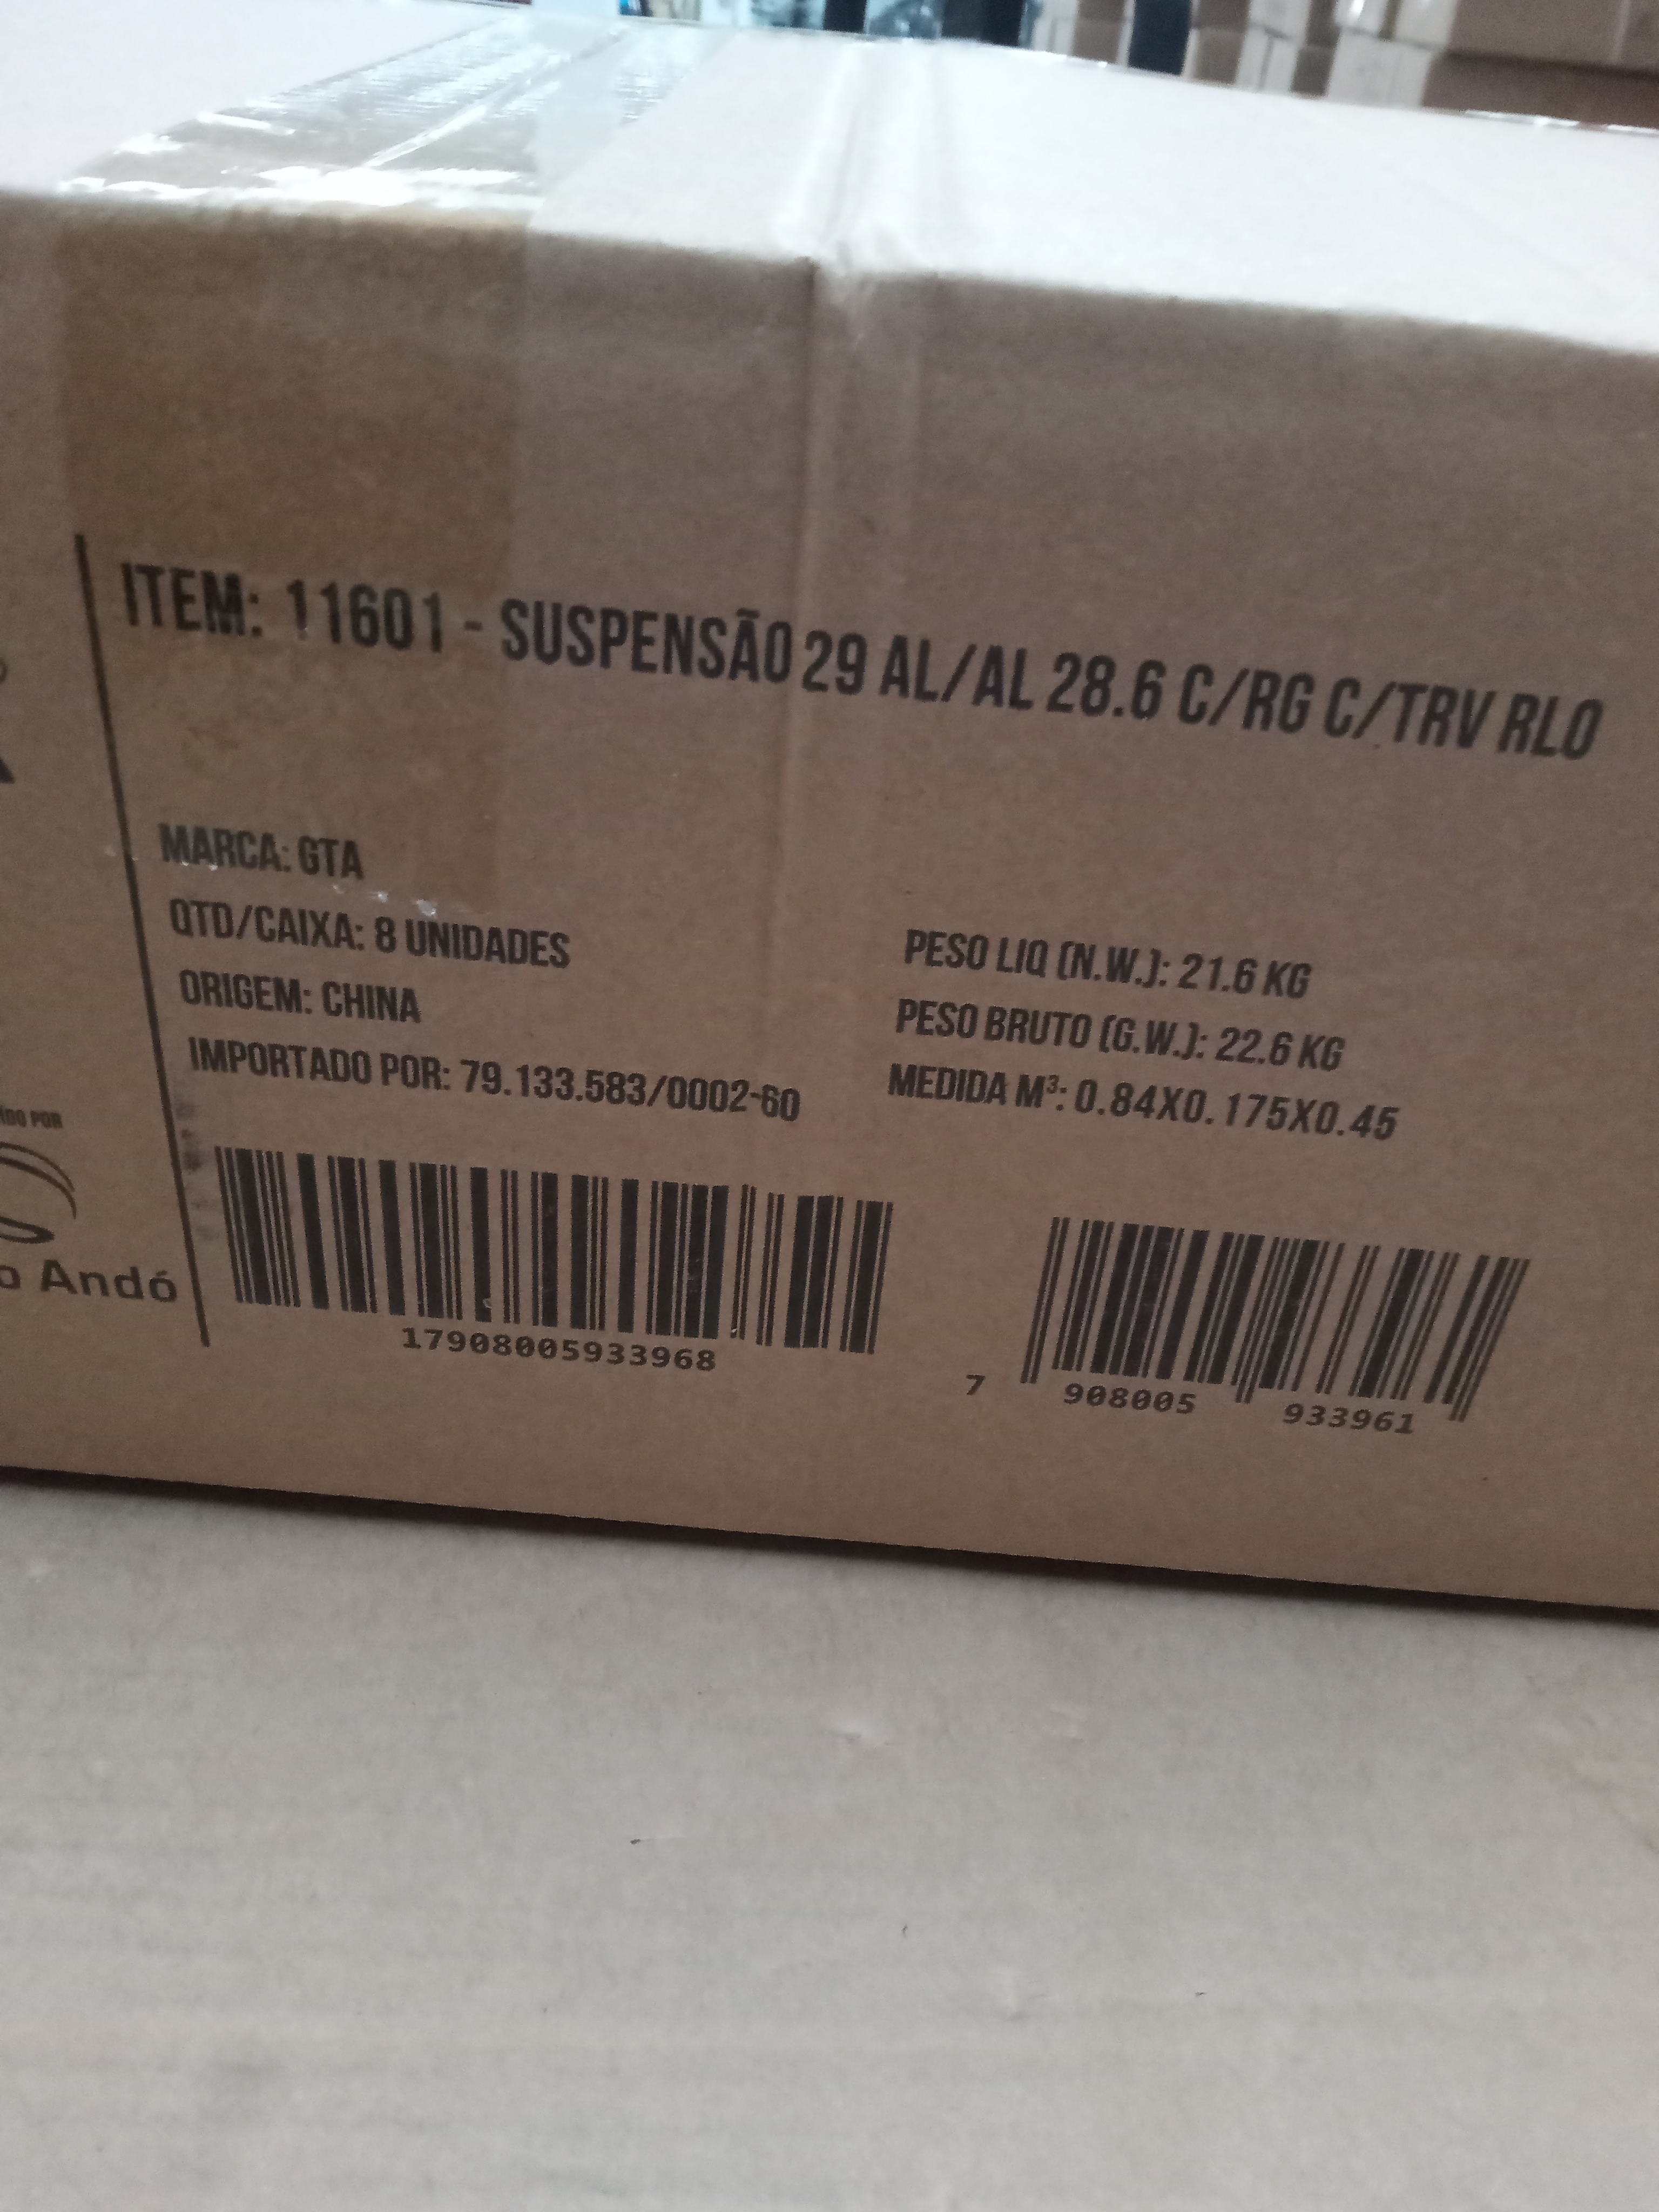 ITEM: 11601 - SUSPENSÃO 29 AL/AL 28.6 C/RG C/TRV RLO
MARCA: GTA
QTD/CAIXA: 8 UNIDADES
ORIGEM: CHINA
IMPORTADO POR: 79.133.583/0002-60
PESO LIQ (N.W.): 21.6 KG
PESO BRUTO (G.W.): 22.6 KG
MEDIDA M³: 0.84X0.175X0.45
POR
Andó
17908005933968
7 908005 933961